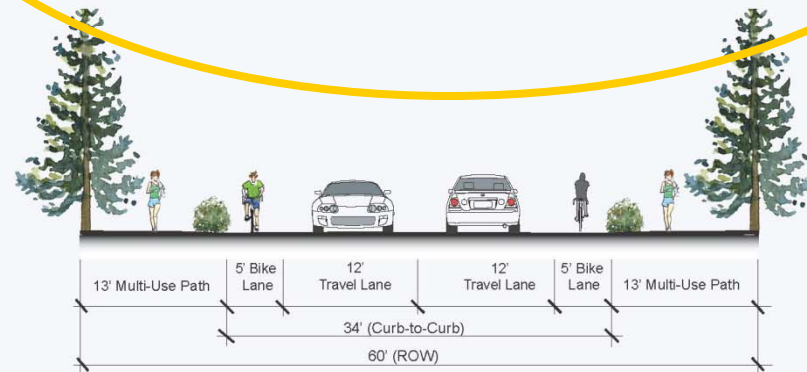 13' Multi-Use Path
5' Bike
Lane
12'
Travel Lane
12'
Travel Lane
5' Bike
Lane
13' Multi-Use Path
34' (Curb-to-Curb)
60' (ROW)